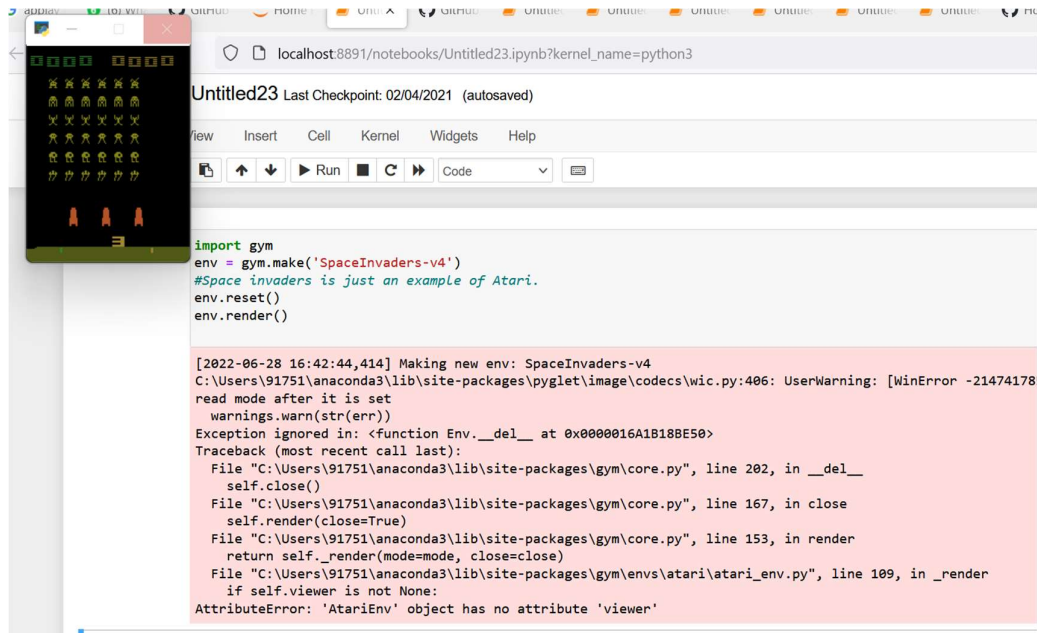 localhost:8891/notebooks/Untitled23.ipynb?kernel_name=python3
Untitled23 Last Checkpoint: 02/04/2021 (autosaved)
Insert Cell Kernel Widgets Help
Run Code
import gym
env = gym.make('SpaceInvaders-v4')
#Space invaders is just an example of Atari.
env.reset()
env.render()
[2022-06-28 16:42:44,414] Making new env: SpaceInvaders-v4
C:\Users\91751\anaconda3\lib\site-packages\pyglet\image\codecs\wic.py:406: UserWarning: [WinError -21474178
read mode after it is set
warnings.warn(str(err))
Exception ignored in: <function Env.__del__ at 0x0000016A1B18BE50>
Traceback (most recent call last):
File "C:\Users\91751\anaconda3\lib\site-packages\gym\core.py", line 202, in __del__
self.close()
File "C:\Users\91751\anaconda3\lib\site-packages\gym\core.py", line 167, in close
self.render(close=True)
File "C:\Users\91751\anaconda3\lib\site-packages\gym\core.py", line 153, in render
return self._render(mode=mode, close=close)
File "C:\Users\91751\anaconda3\lib\site-packages\gym\envs\atari\atari_env.py", line 109, in _render
if self.viewer is not None:
AttributeError: 'AtariEnv' object has no attribute 'viewer'